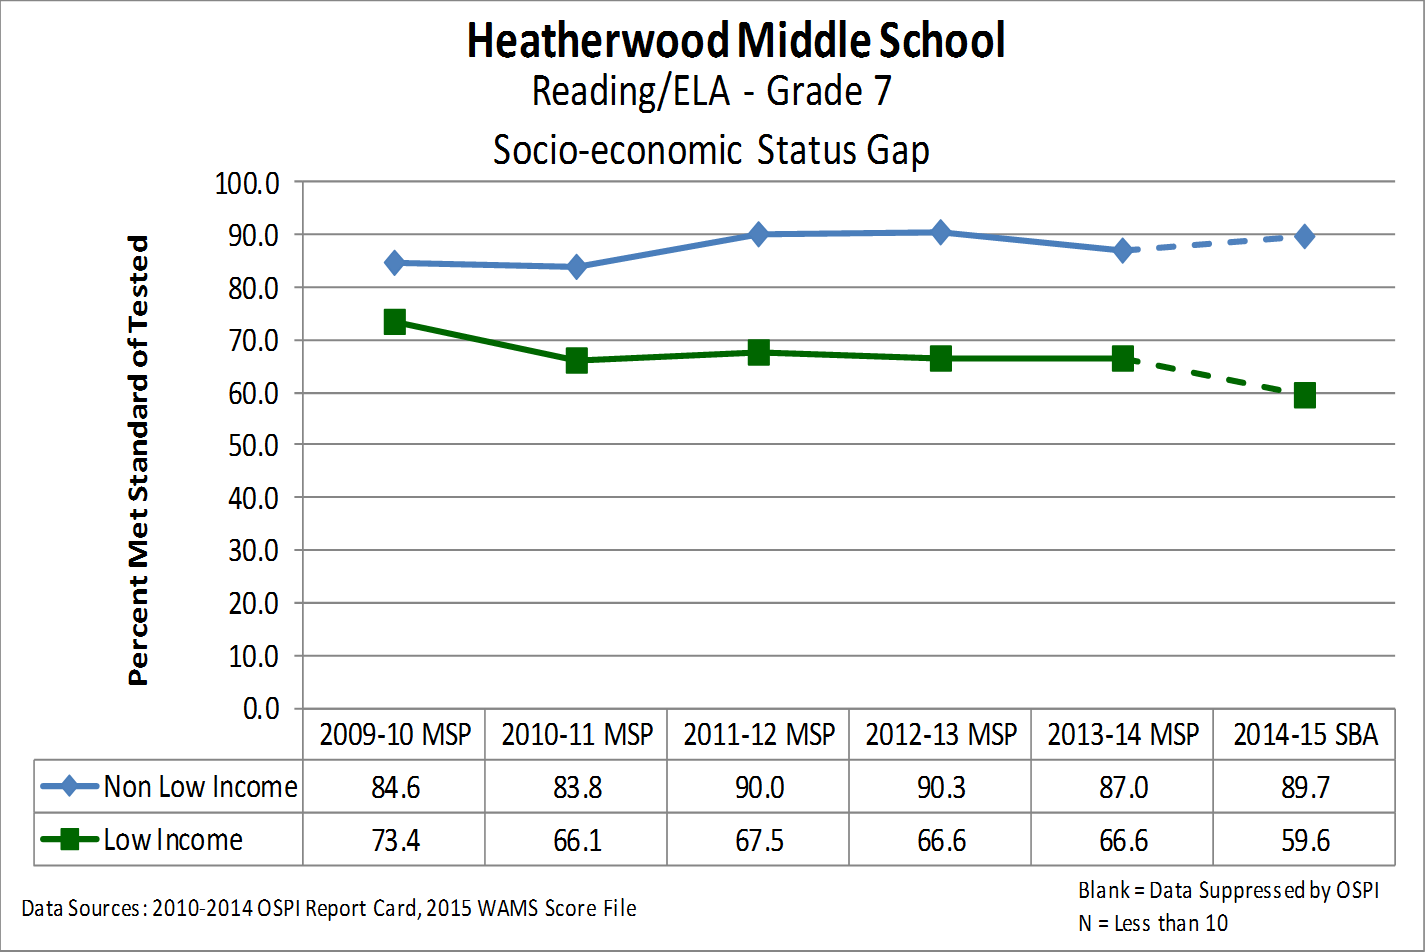 Heatherwood Middle School
Reading/ELA - Grade 7
Socio-economic Status Gap
Percent Met Standard of Tested
100.0
90.0
80.0
70.0
60.0
50.0
40.0
30.0
20.0
10.0
0.0
2009-10 MSP 2010-11 MSP 2011-12 MSP 2012-13 MSP 2013-14 MSP 2014-15 SBA
Non Low Income 84.6 83.8 90.0 90.3 87.0 89.7
Low Income 73.4 66.1 67.5 66.6 66.6 59.6
Data Sources: 2010-2014 OSPI Report Card, 2015 WAMS Score File
Blank = Data Suppressed by OSPI
N = Less than 10